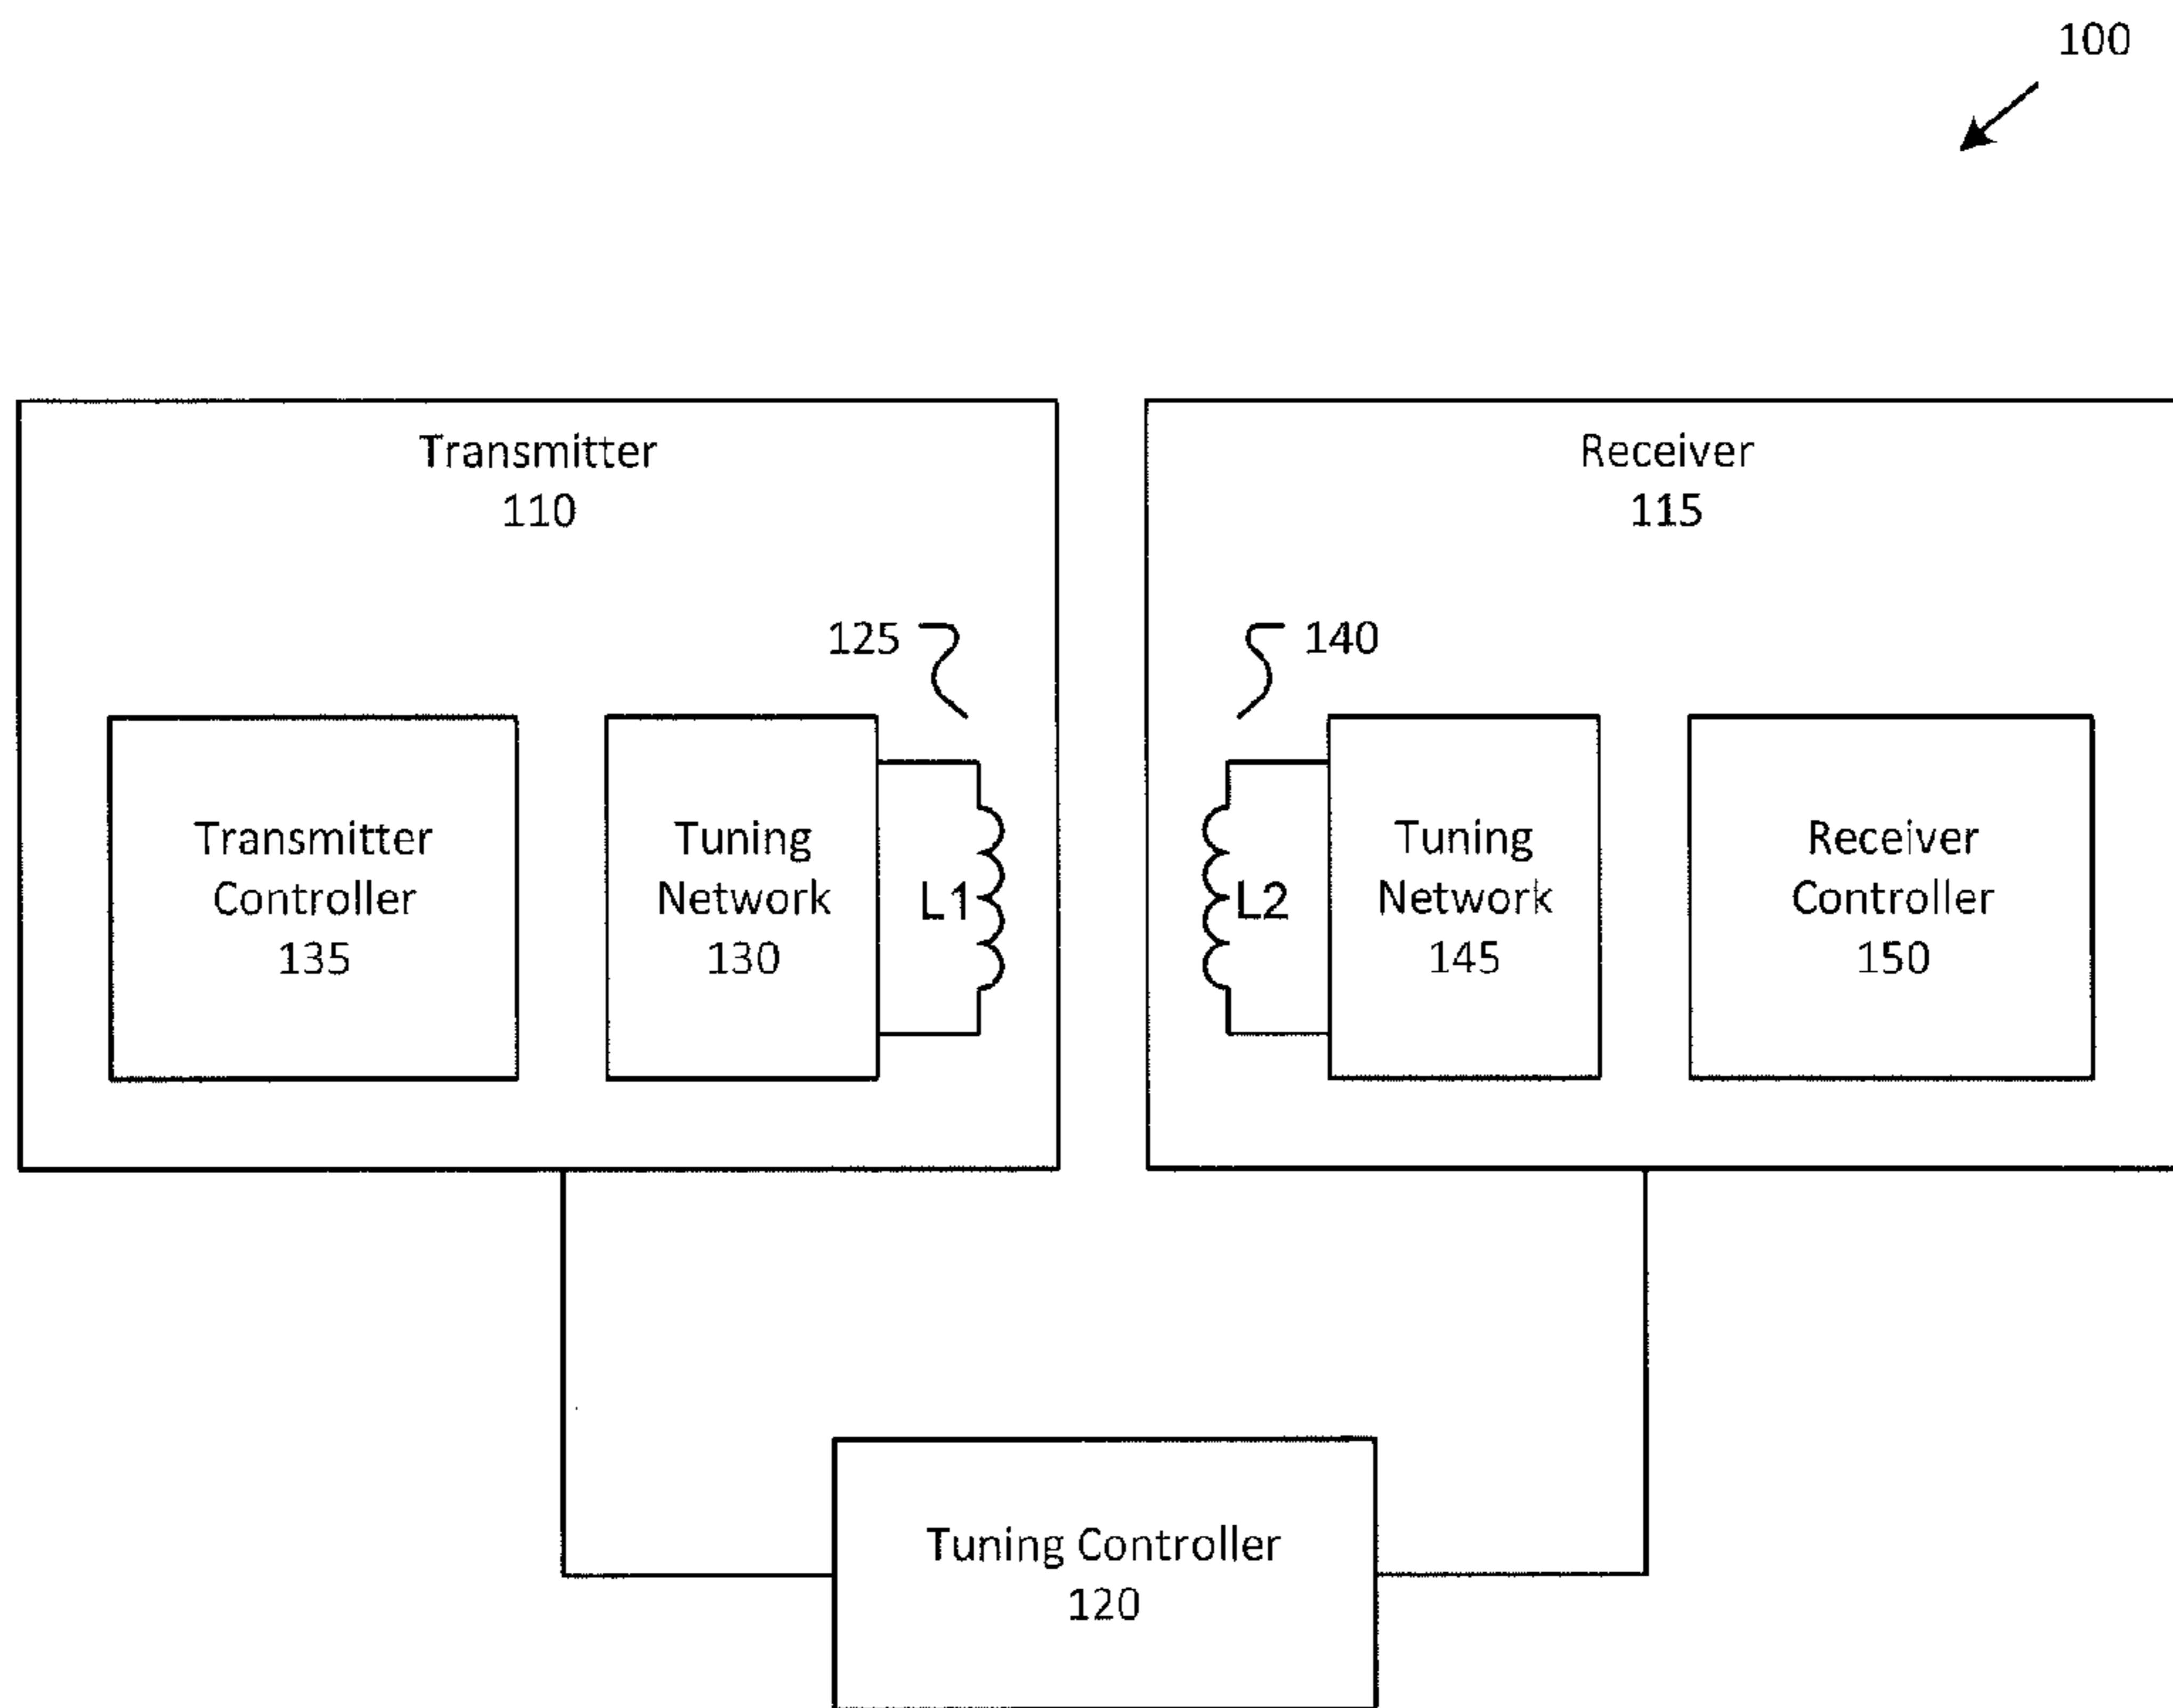 100
Transmitter
110
Receiver
115
125
140
Transmitter
Controller
135
Tuning
Network
130
L1
L2
Tuning
Network
145
Receiver
Controller
150
Tuning Controller
120